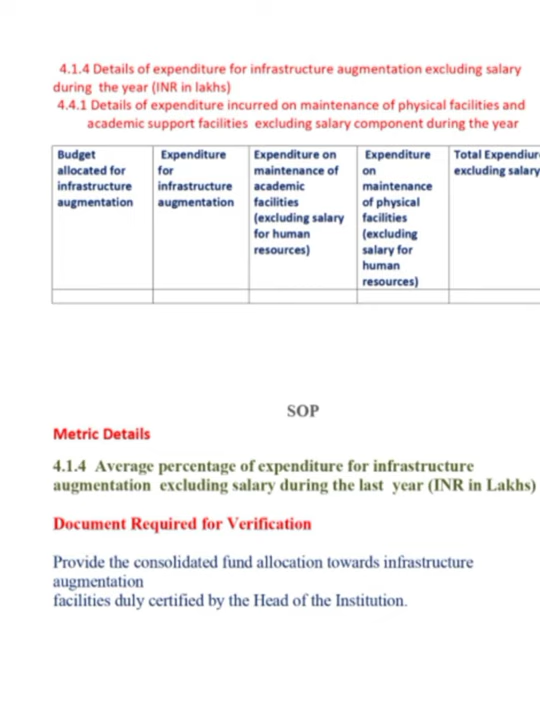 4.1.4 Details of expenditure for infrastructure augmentation excluding salary
during the year (INR in lakhs)
4.4.1 Details of expenditure incurred on maintenance of physical facilities and
academic support facilities excluding salary component during the year
Budget
allocated for
infrastructure
augmentation
Expenditure
for
infrastructure
augmentation
Expenditure on
maintenance of
academic
facilities
(excluding salary
for human
resources)
Expenditure
on
maintenance
of physical
facilities
(excluding
salary for
human
resources)
Total Expendiur
excluding salary
SOP
Metric Details
4.1.4 Average percentage of expenditure for infrastructure
augmentation excluding salary during the last year (INR in Lakhs)
Document Required for Verification
Provide the consolidated fund allocation towards infrastructure
augmentation
facilities duly certified by the Head of the Institution.